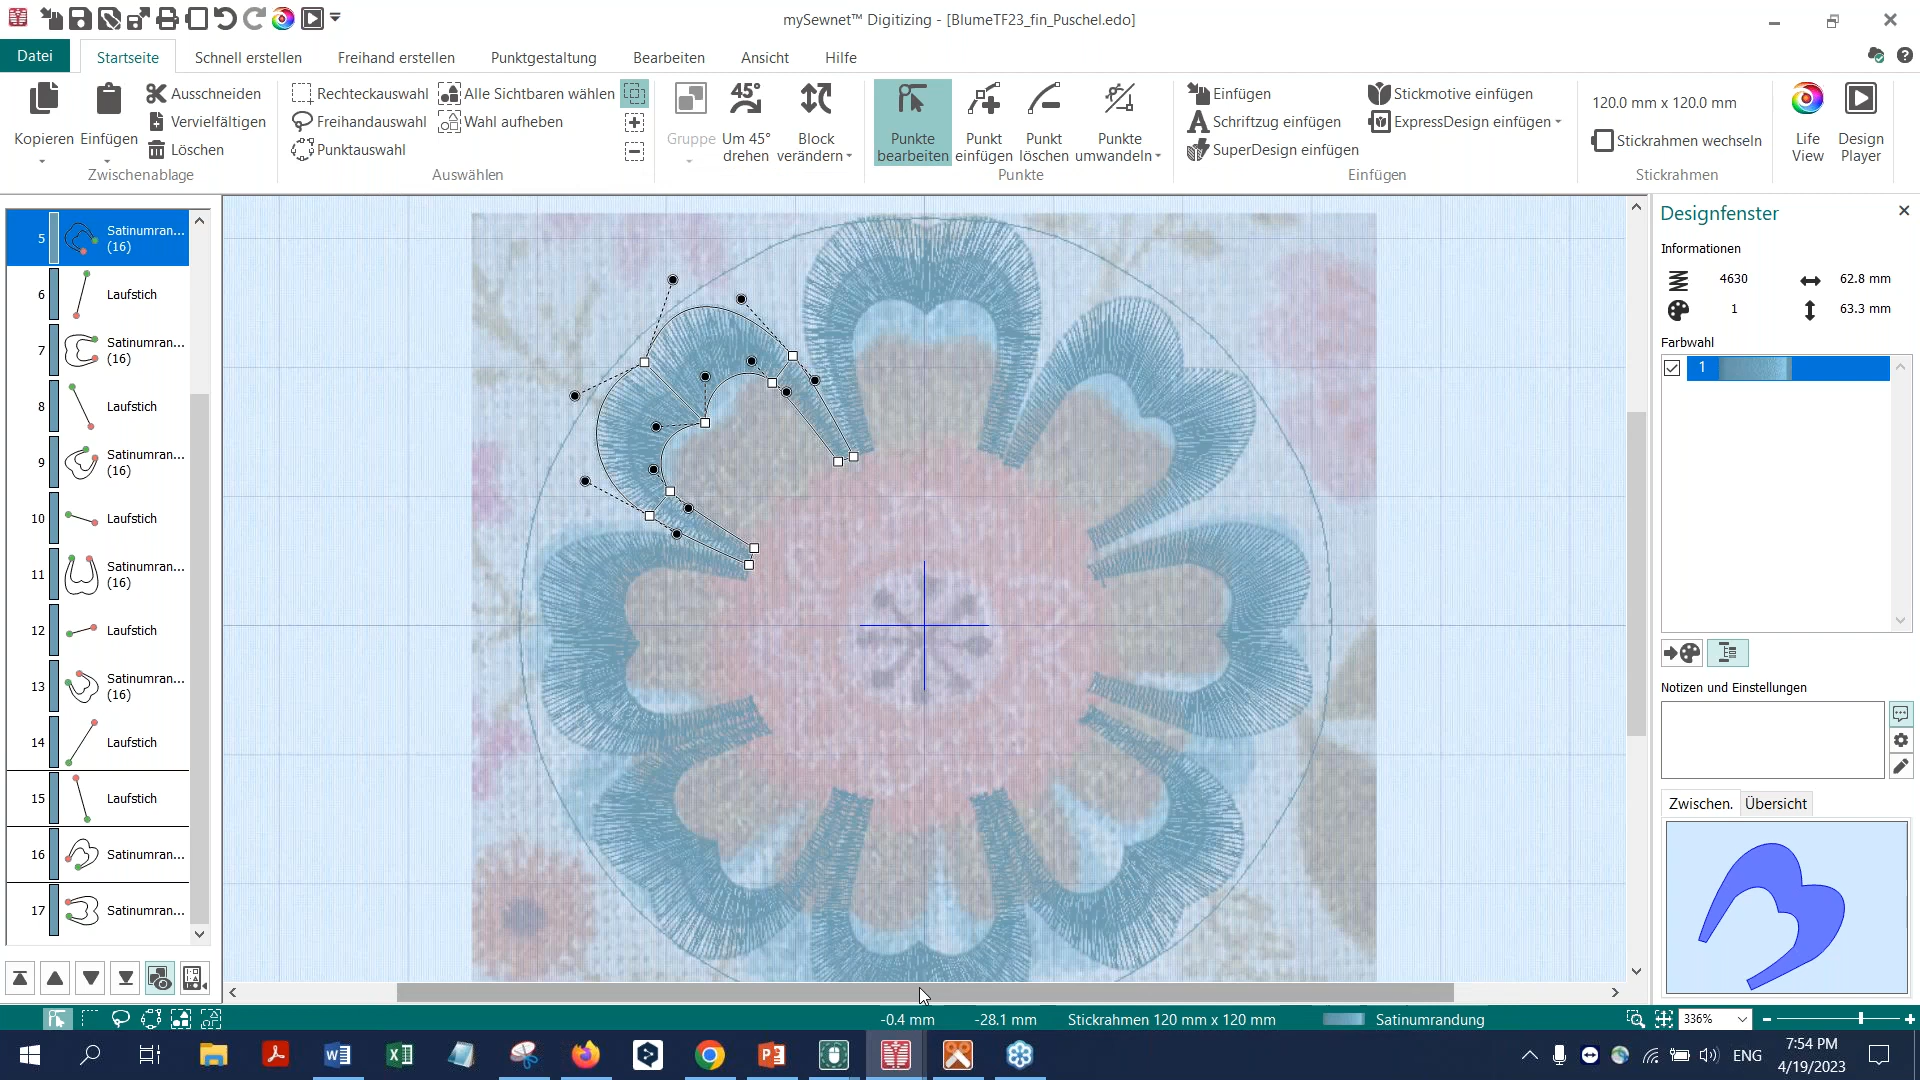 mySewnet™ Digitizing - [BlumeTF23_fin_Puschel.edo]
Datei
Startseite
Schnell erstellen
Freihand erstellen
Punktgestaltung
Bearbeiten
Ansicht
Hilfe
Kopieren
Einfügen
Ausschneiden
Vervielfältigen
Löschen
Zwischenablage
Rechteckauswahl
Freihandauswahl
Punktauswahl
Alle Sichtbaren wählen
Wahl aufheben
Auswählen
Gruppe
45°
Um 45°
drehen
Block
verändern
Punkte
bearbeiten
Punkt
einfügen
Punkt
löschen
Punkte
umwandeln
Punkte
Einfügen
Schriftzug einfügen
SuperDesign einfügen
Stickmotive einfügen
ExpressDesign einfügen
Einfügen
120.0 mm x 120.0 mm
Stickrahmen wechseln
Stickrahmen
Life
View
Design
Player
5 Satinumran...
(16)
6 Laufstich
7 Satinumran...
(16)
8 Laufstich
9 Satinumran...
(16)
10 Laufstich
11 Satinumran...
(16)
12 Laufstich
13 Satinumran...
(16)
14 Laufstich
15 Laufstich
16 Satinumran...
17 Satinumran...
Designfenster
Informationen
4630
62.8 mm
1
63.3 mm
Farbwahl
1
Notizen und Einstellungen
Zwischen.
Übersicht
-0.4 mm
-28.1 mm
Stickrahmen 120 mm x 120 mm
Satinumrandung
336%
ENG
7:54 PM
4/19/2023